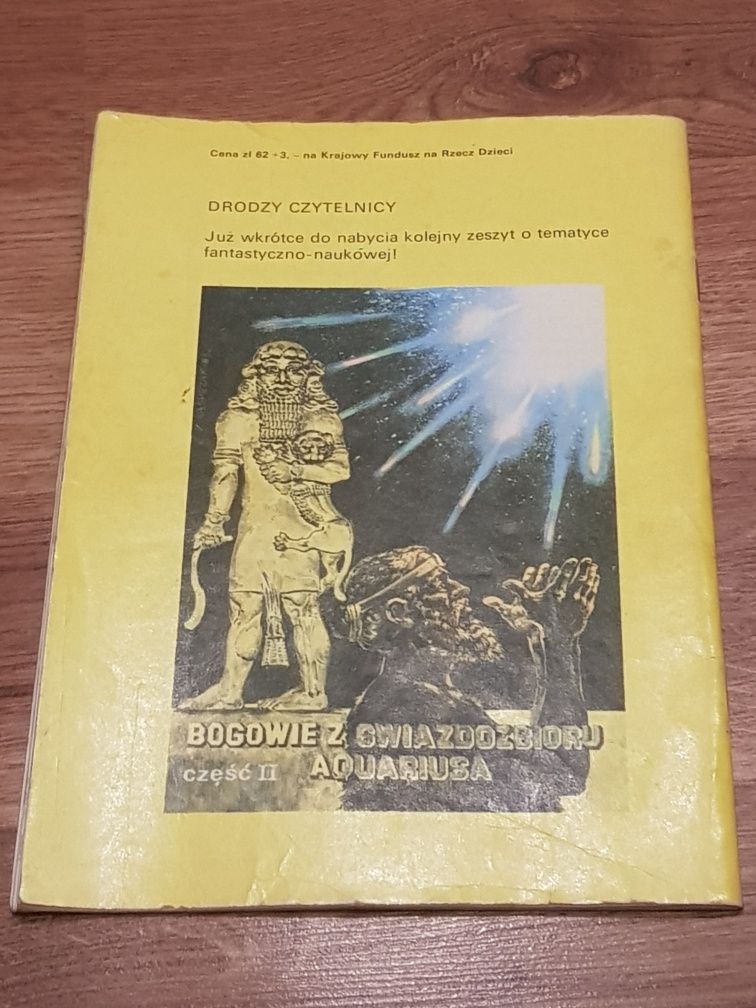 Cena zł 62 +3,- na Krajowy Fundusz na Rzecz Dzieci
DRODZY CZYTELNICY
Już wkrótce do nabycia kolejny zeszyt o tematyce
fantastyczno-naukowej!
BOGOWIE Z GWIAZDOZBIORU
część II AQUARIUSA